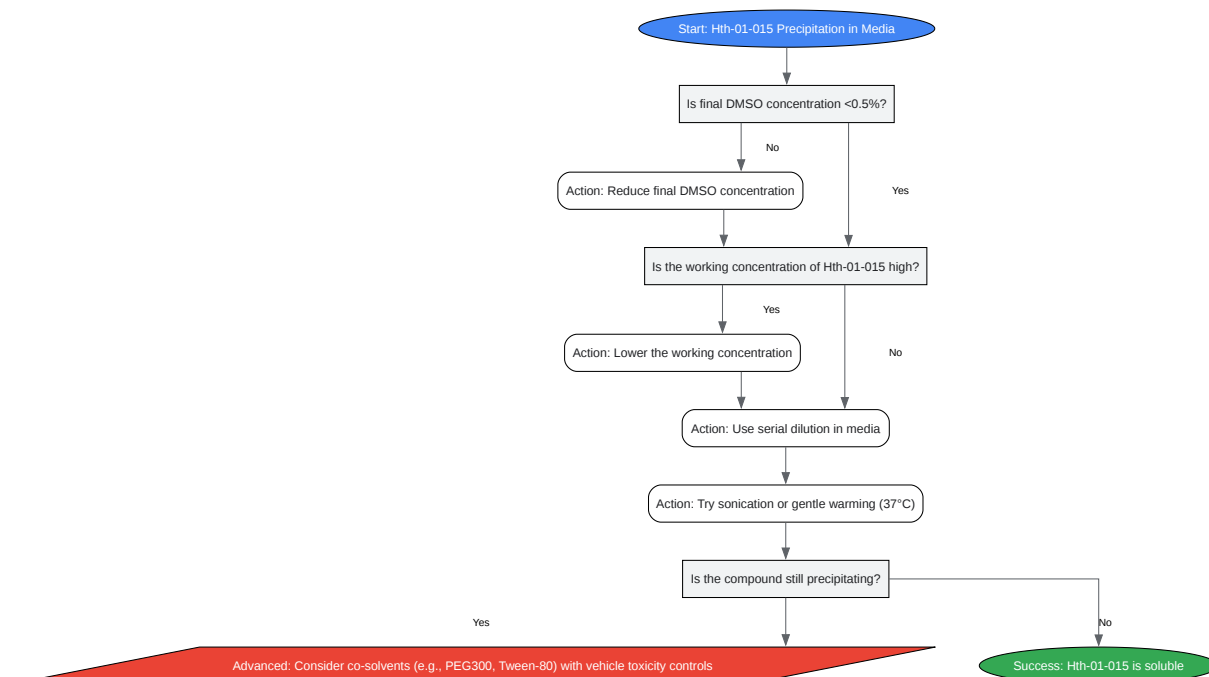 Start: Hth-01-015 Precipitation in Media
Is final DMSO concentration <0.5%?
No
Action: Reduce final DMSO concentration
Yes
Is the working concentration of Hth-01-015 high?
Yes
Action: Lower the working concentration
No
Action: Use serial dilution in media
Action: Try sonication or gentle warming (37°C)
Is the compound still precipitating?
Yes
No
Advanced: Consider co-solvents (e.g., PEG300, Tween-80) with vehicle toxicity controls
Success: Hth-01-015 is soluble